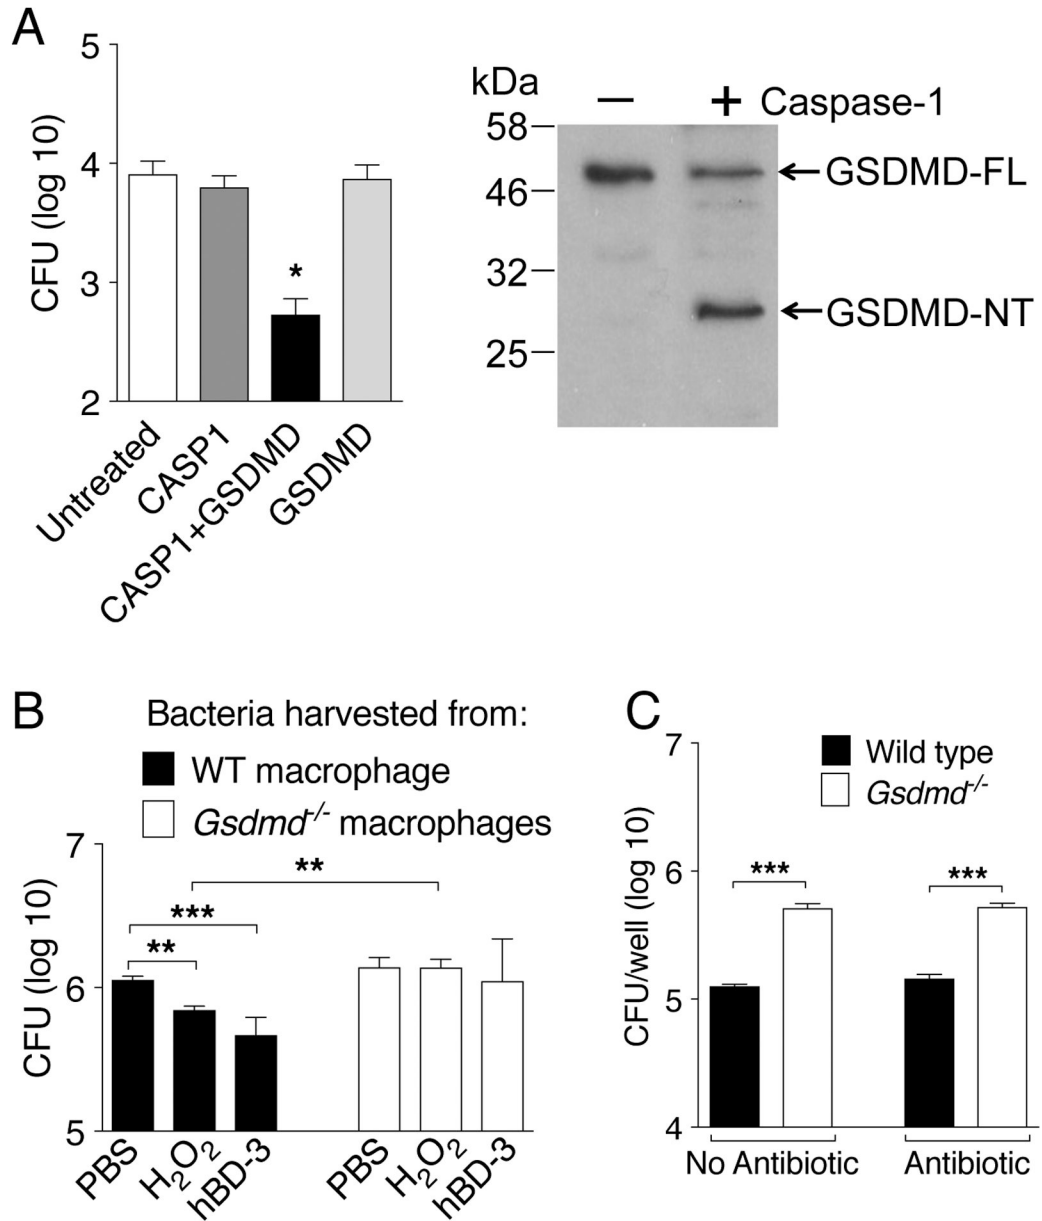 A
5
4
3
2
CFU (log 10)
*
Untreated
CASP1
CASP1+GSDMD
GSDMD
kDa
– + Caspase-1
58
46
32
25
GSDMD-FL
GSDMD-NT
B
Bacteria harvested from:
WT macrophage
Gsdmd-/- macrophages
7
6
5
CFU (log 10)
**
***
**
PBS
H2O2
hBD-3
PBS
H2O2
hBD-3
C
Wild type
Gsdmd-/-
7
6
5
4
CFU/well (log 10)
***
***
No Antibiotic
Antibiotic